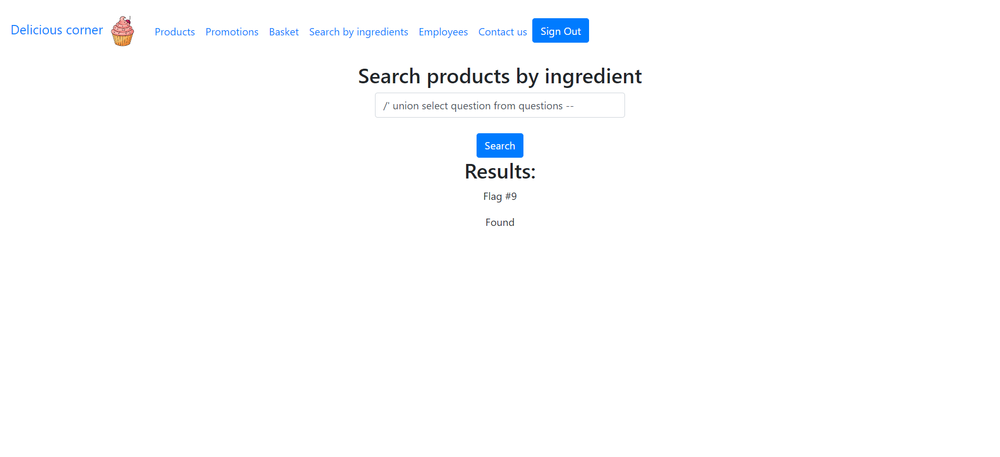 Delicious corner
Products Promotions Basket Search by ingredients Employees Contact us Sign Out
Search products by ingredient
/' union select question from questions --
Search
Results:
Flag #9
Found